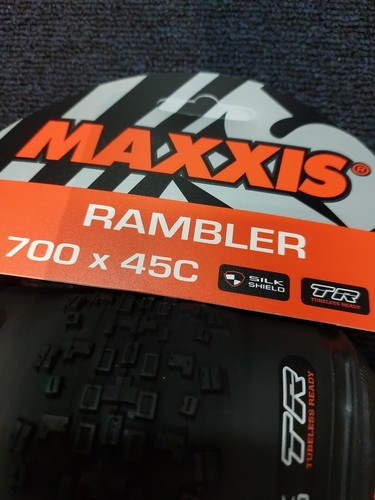 MAXXIS®
RAMBLER
700 x 45C
SILK
SHIELD
TR
TUBELESS READY
TR
TUBELESS READY